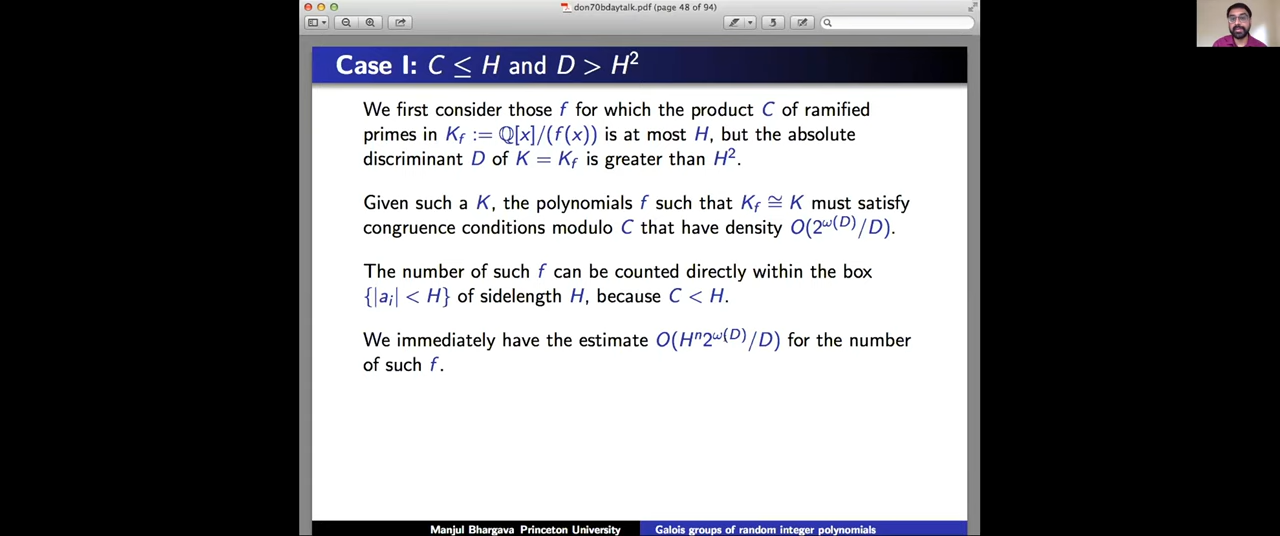 don70bdaytalk.pdf (page 48 of 94)
Case I: C ≤ H and D > H²
We first consider those f for which the product C of ramified
primes in K_f := ℚ[x]/(f(x)) is at most H, but the absolute
discriminant D of K = K_f is greater than H².
Given such a K, the polynomials f such that K_f ≅ K must satisfy
congruence conditions modulo C that have density O(2^ω(D)/D).
The number of such f can be counted directly within the box
{|a_i| < H} of sidelength H, because C < H.
We immediately have the estimate O(Hⁿ2^ω(D)/D) for the number
of such f.
Manjul Bhargava Princeton University
Galois groups of random integer polynomials